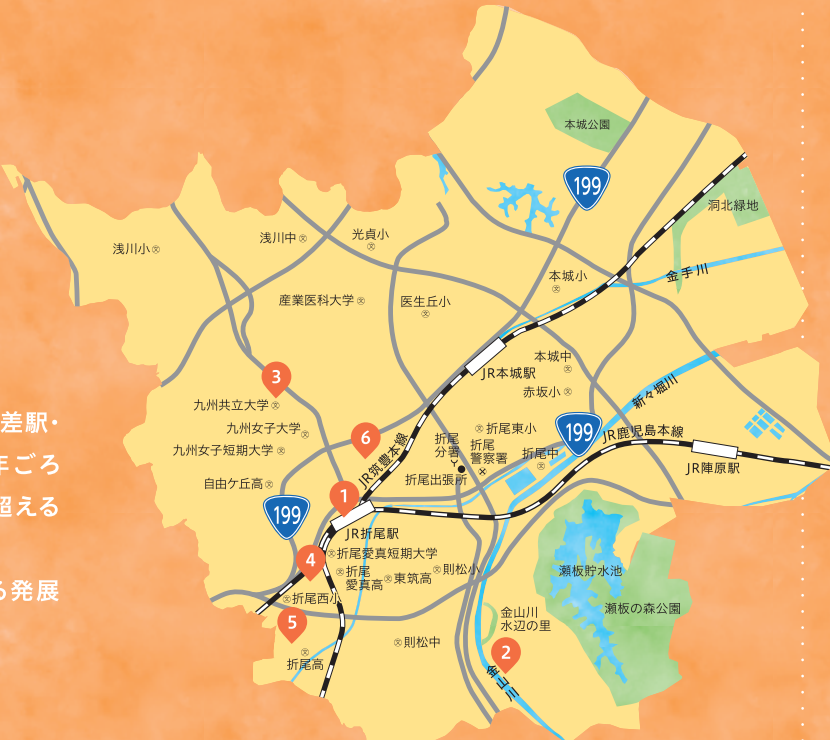 本城公園
199
洞北緑地
浅川小
浅川中
光貞小
金手川
産業医科大学
医生丘小
本城小
JR本城駅
本城中
赤坂小
新々堀川
3
九州共立大学
九州女子大学
九州女子短期大学
自由ケ丘高
6
JR筑豊本線
折尾
分署
折尾東小
折尾
警察署
折尾中
折尾出張所
199
JR鹿児島本線
JR陣原駅
差駅・
年ごろ
超える
る発展
1
199
JR折尾駅
4
折尾愛真短期大学
折尾
愛真高
東筑高
則松小
折尾西小
5
折尾高
則松中
瀬板貯水池
瀬板の森公園
金山川
水辺の里
2
金山川